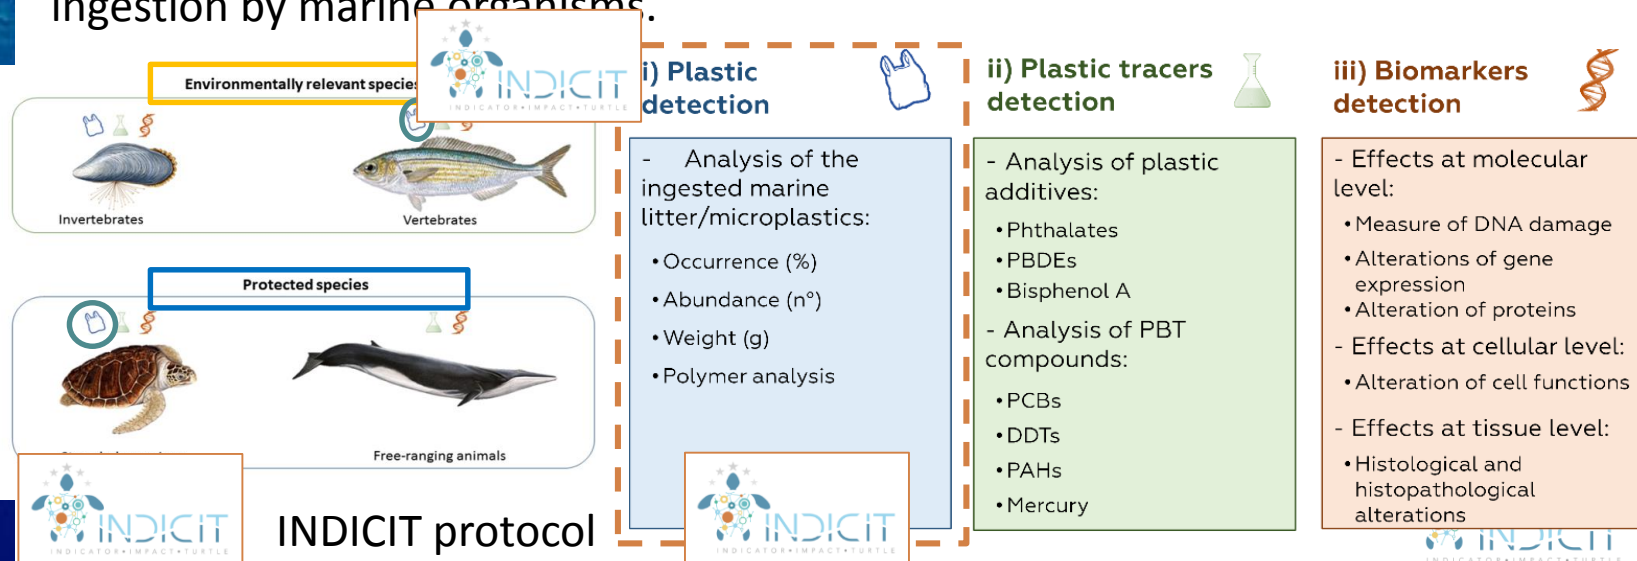 ingestion by marine organisms.
Environmentally relevant species
INDICIT
INDICATOR•IMPACT•TURTLE
Invertebrates
Vertebrates
Protected species
Free-ranging animals
INDICIT
INDICATOR•IMPACT•TURTLE
INDICIT protocol
i) Plastic
detection
- Analysis of the
ingested marine
litter/microplastics:
•Occurrence (%)
•Abundance (n°)
•Weight (g)
•Polymer analysis
INDICIT
INDICATOR•IMPACT•TURTLE
ii) Plastic tracers
detection
- Analysis of plastic
additives:
•Phthalates
•PBDEs
•Bisphenol A
- Analysis of PBT
compounds:
•PCBs
•DDTs
•PAHs
•Mercury
iii) Biomarkers
detection
- Effects at molecular
level:
•Measure of DNA damage
•Alterations of gene
expression
•Alteration of proteins
- Effects at cellular level:
•Alteration of cell functions
- Effects at tissue level:
•Histological and
histopathological
alterations
INDICIT
INDICATOR•IMPACT•TURTLE